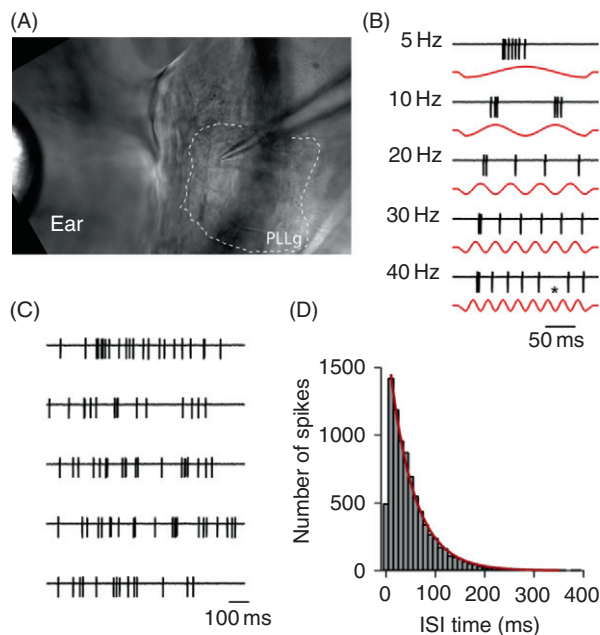 (A)
Ear
PLLg
(B)
5 Hz
10 Hz
20 Hz
30 Hz
40 Hz
*
50 ms
(C)
100 ms
(D)
Number of spikes
1500
1000
500
0
0 100 200 300 400
ISI time (ms)